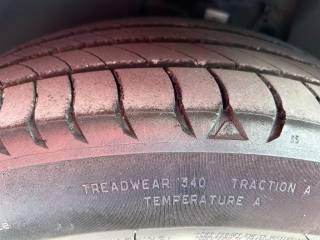 TREADWEAR 340 TRACTION A
TEMPERATURE A